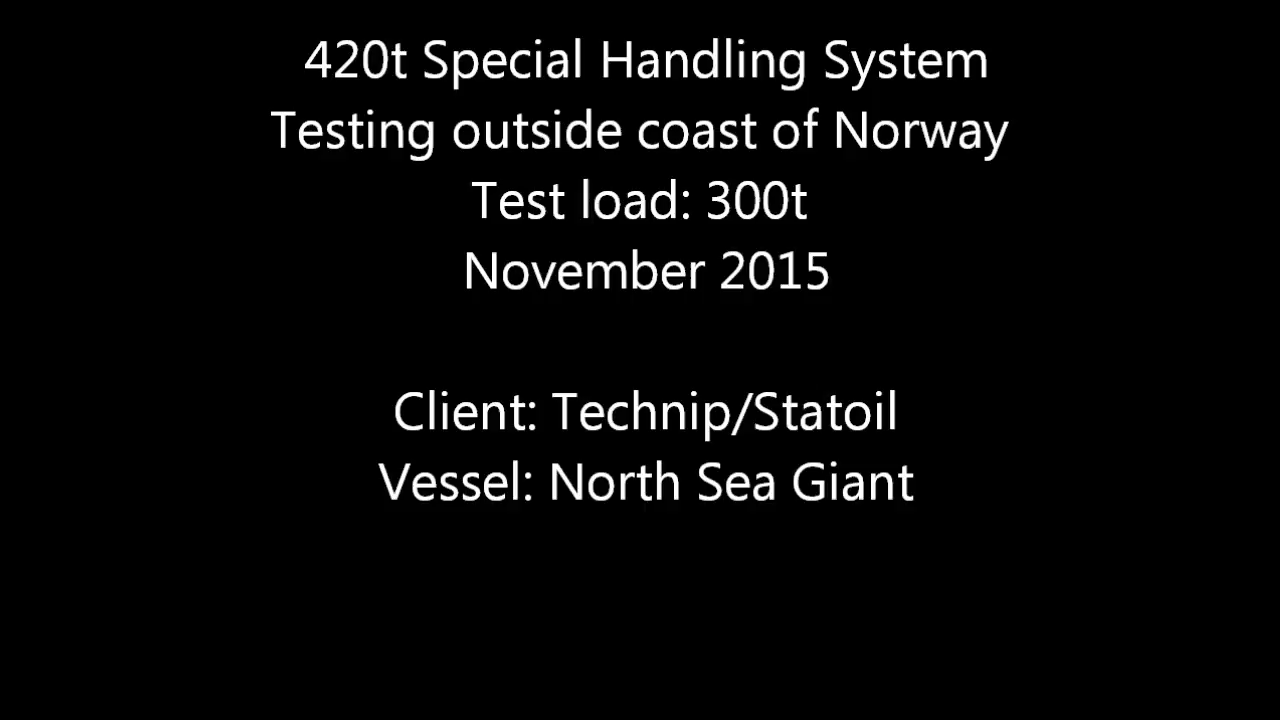 420t Special Handling System
Testing outside coast of Norway
Test load: 300t
November 2015
Client: Technip/Statoil
Vessel: North Sea Giant